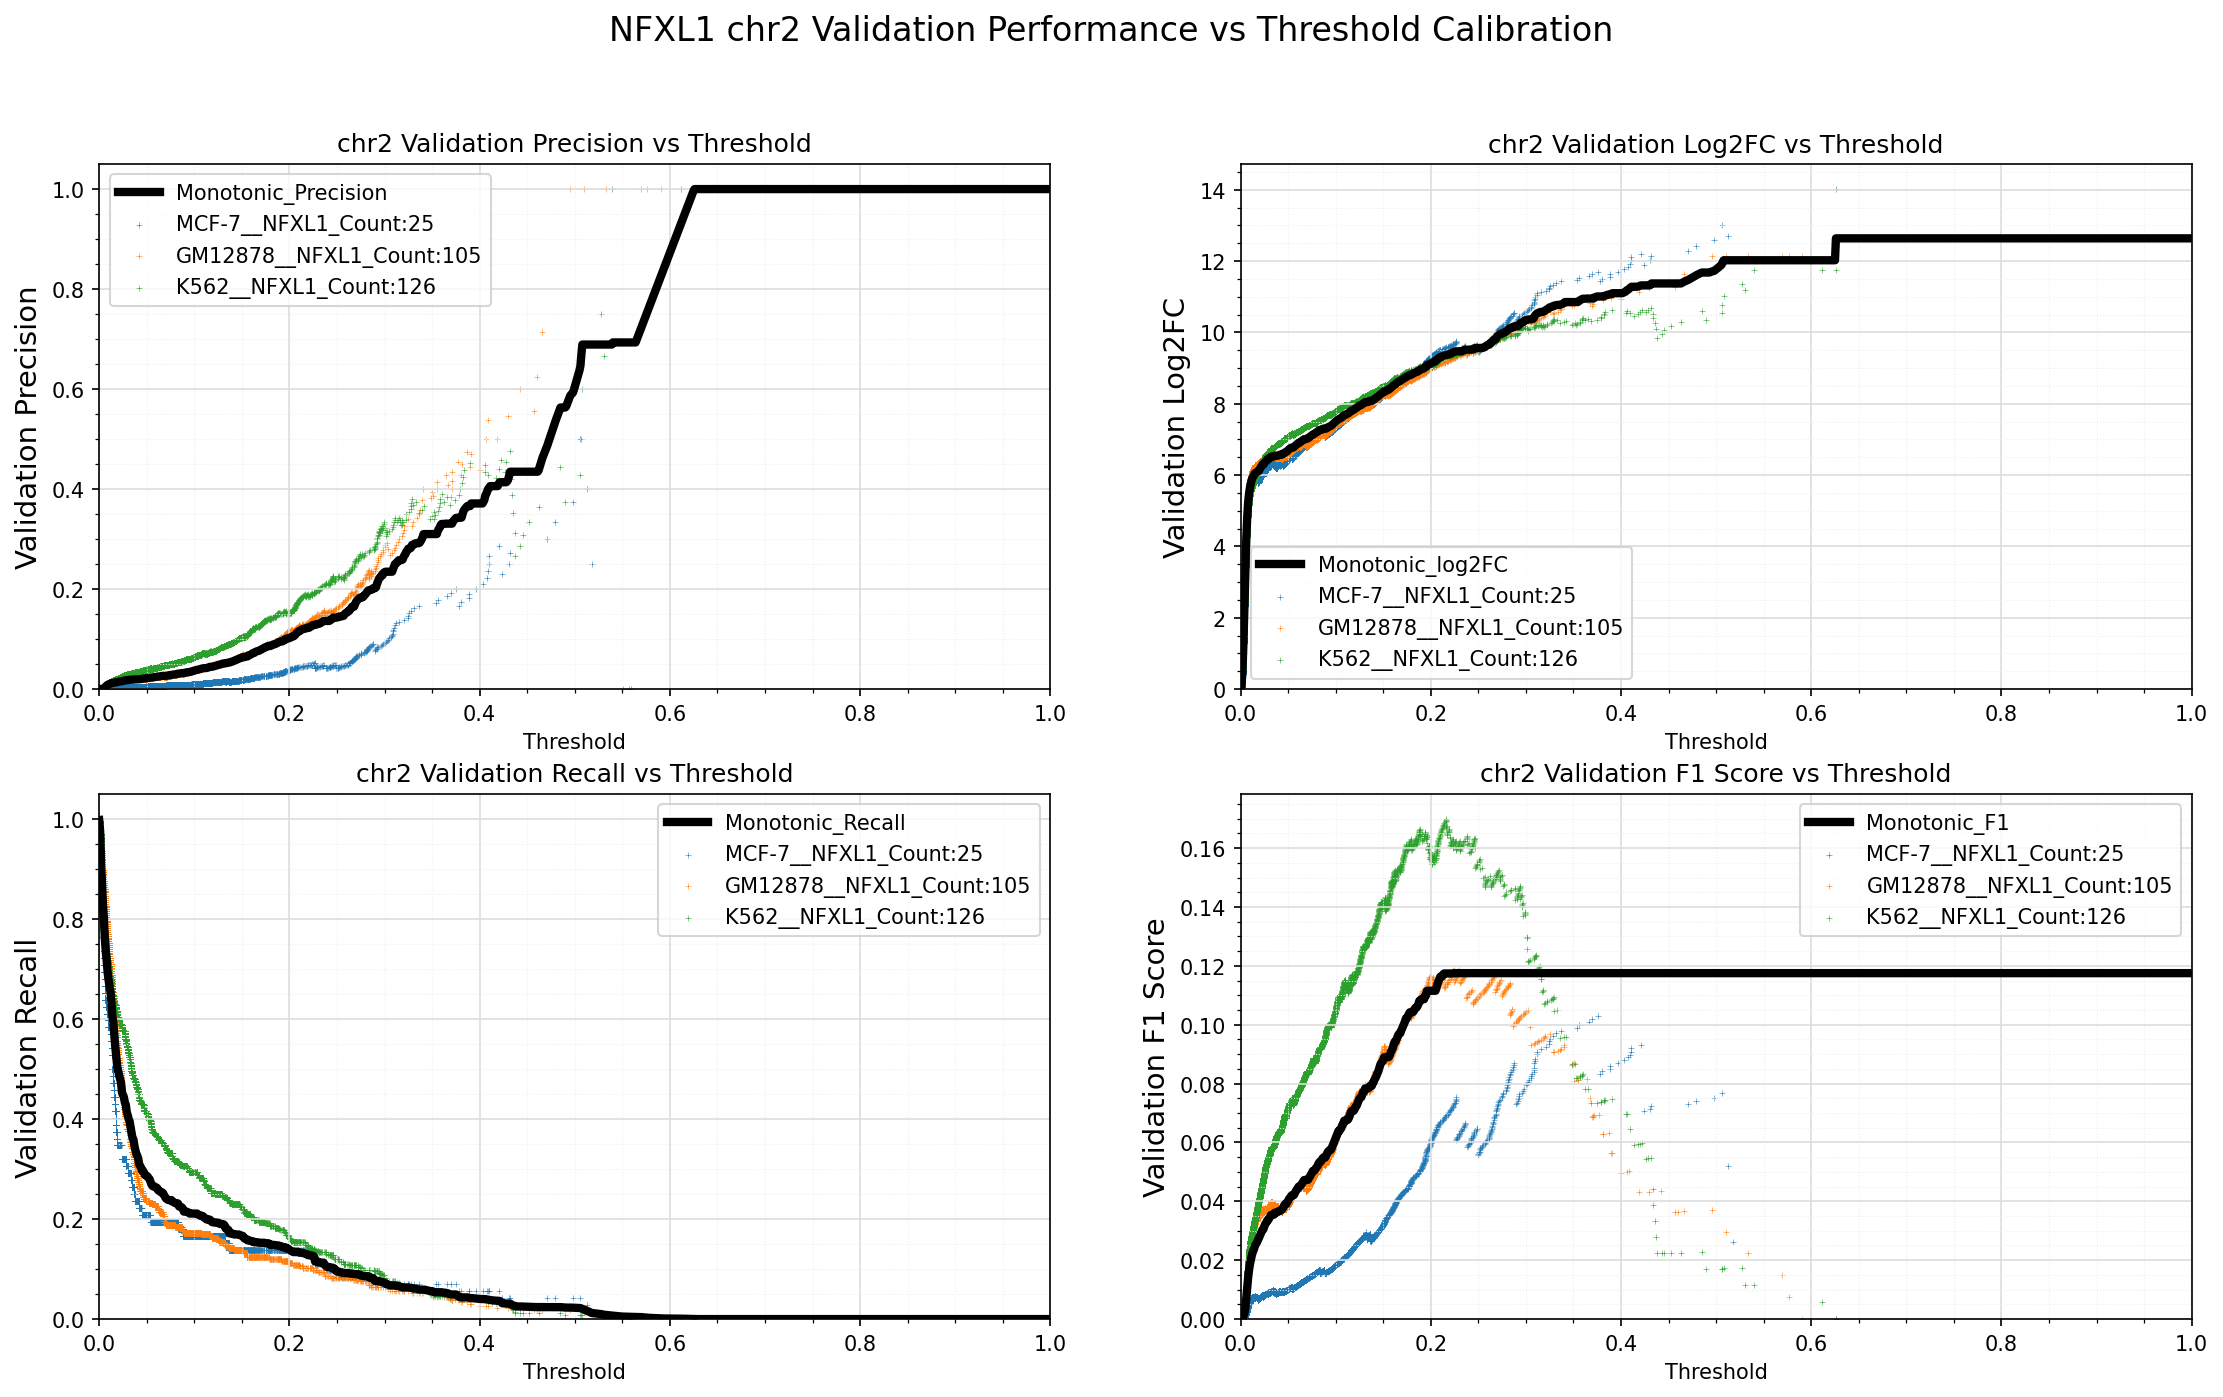 NFXL1 chr2 Validation Performance vs Threshold Calibration
chr2 Validation Precision vs Threshold
Validation Precision
1.0
0.8
0.6
0.4
0.2
0.0
Monotonic_Precision
MCF-7__NFXL1_Count:25
GM12878__NFXL1_Count:105
K562__NFXL1_Count:126
0.0 0.2 0.4 0.6 0.8 1.0
Threshold
chr2 Validation Log2FC vs Threshold
Validation Log2FC
14
12
10
8
6
4
2
0
Monotonic_log2FC
MCF-7__NFXL1_Count:25
GM12878__NFXL1_Count:105
K562__NFXL1_Count:126
0.0 0.2 0.4 0.6 0.8 1.0
Threshold
chr2 Validation Recall vs Threshold
Validation Recall
1.0
0.8
0.6
0.4
0.2
0.0
Monotonic_Recall
MCF-7__NFXL1_Count:25
GM12878__NFXL1_Count:105
K562__NFXL1_Count:126
0.0 0.2 0.4 0.6 0.8 1.0
Threshold
chr2 Validation F1 Score vs Threshold
Validation F1 Score
0.16
0.14
0.12
0.10
0.08
0.06
0.04
0.02
0.00
Monotonic_F1
MCF-7__NFXL1_Count:25
GM12878__NFXL1_Count:105
K562__NFXL1_Count:126
0.0 0.2 0.4 0.6 0.8 1.0
Threshold